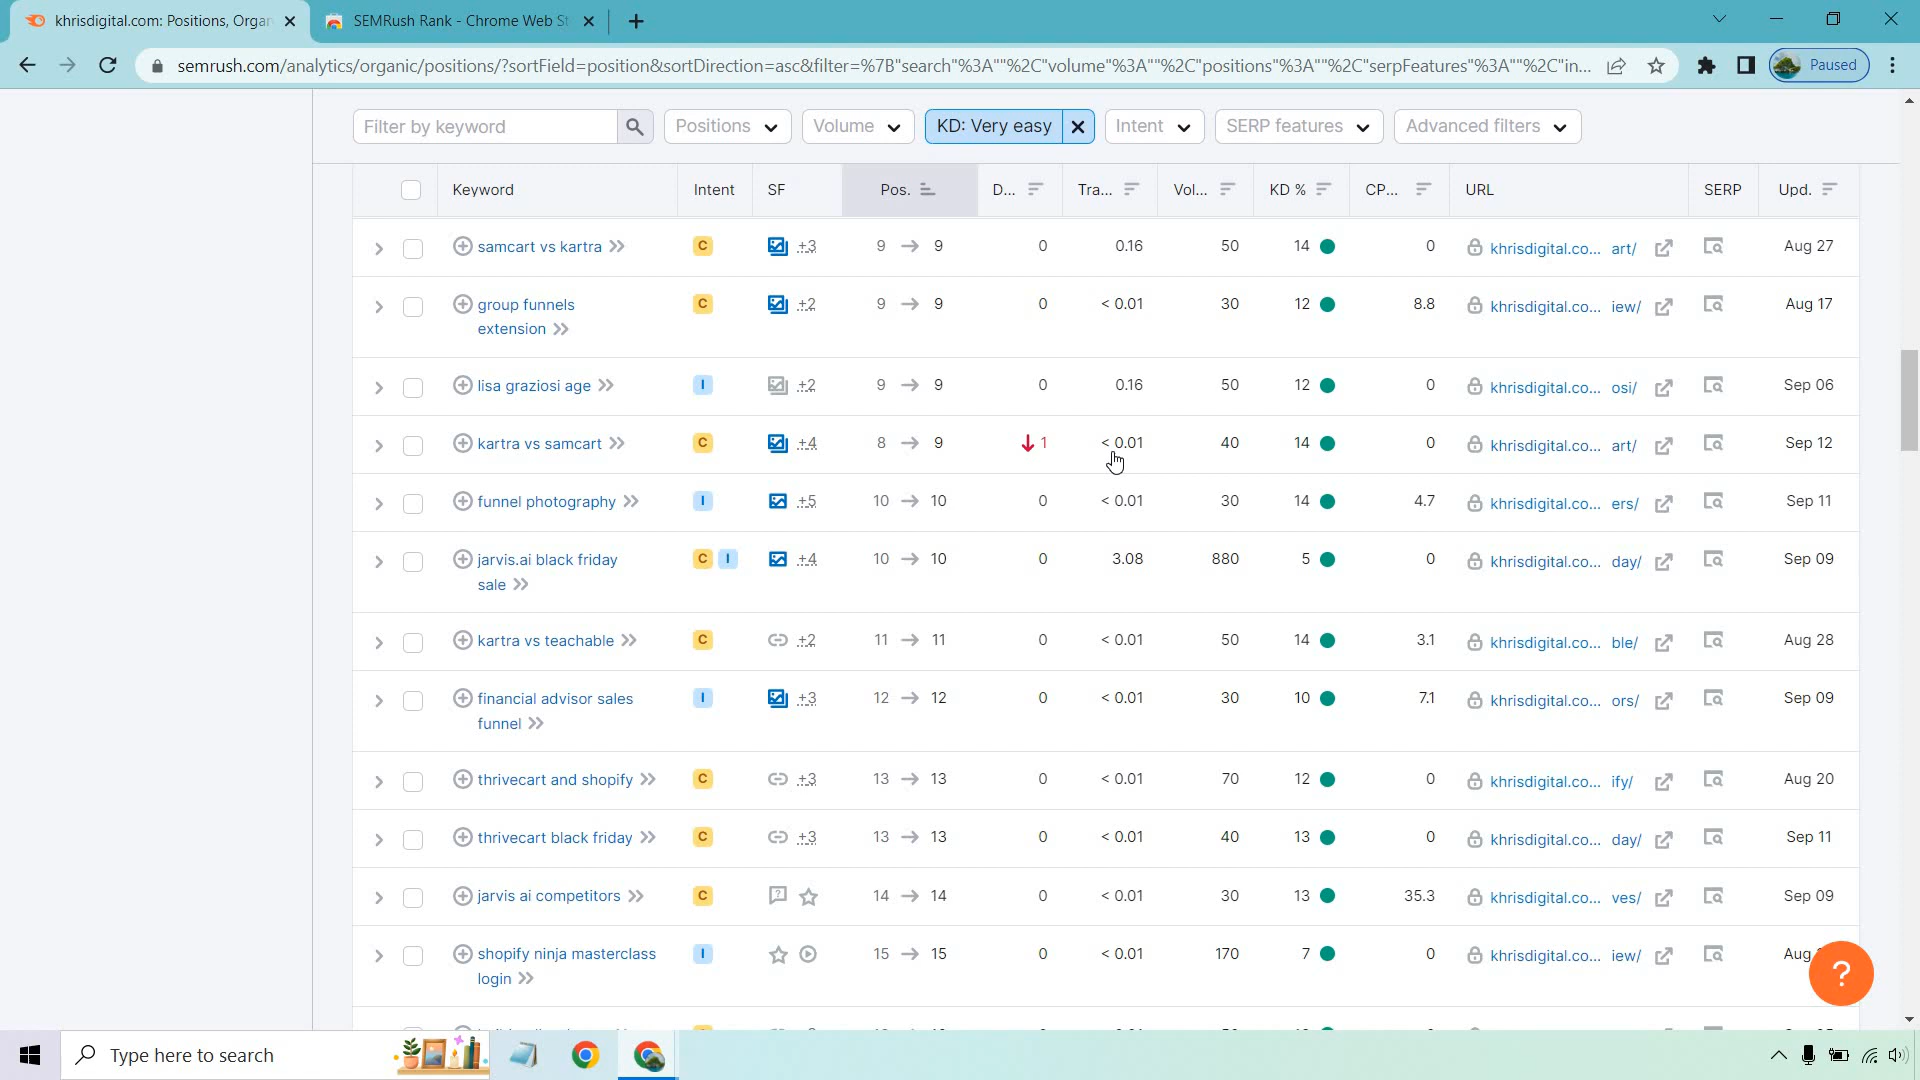 khrisdigital.com: Positions, Organ
SEMRush Rank - Chrome Web St
semrush.com/analytics/organic/positions/?sortField=position&sortDirection=asc&filter=%7B"search"%3A""%2C"volume"%3A""%2C"positions"%3A""%2C"serpFeatures"%3A""%2C"in...
Paused
Filter by keyword
Positions
Volume
KD: Very easy
Intent
SERP features
Advanced filters
Keyword Intent SF Pos. D... Tra... Vol... KD % CP... URL SERP Upd.
samcart vs kartra C +3 9 → 9 0 0.16 50 14 0 khrisdigital.co... art/ Aug 27
group funnels C +2 9 → 9 0 < 0.01 30 12 8.8 khrisdigital.co... iew/ Aug 17
extension
lisa graziosi age I +2 9 → 9 0 0.16 50 12 0 khrisdigital.co... osi/ Sep 06
kartra vs samcart C +4 8 → 9 ↓ 1 < 0.01 40 14 0 khrisdigital.co... art/ Sep 12
funnel photography I +5 10 → 10 0 < 0.01 30 14 4.7 khrisdigital.co... ers/ Sep 11
jarvis.ai black friday C I +4 10 → 10 0 3.08 880 5 0 khrisdigital.co... day/ Sep 09
sale
kartra vs teachable C +2 11 → 11 0 < 0.01 50 14 3.1 khrisdigital.co... ble/ Aug 28
financial advisor sales I +3 12 → 12 0 < 0.01 30 10 7.1 khrisdigital.co... ors/ Sep 09
funnel
thrivecart and shopify C +3 13 → 13 0 < 0.01 70 12 0 khrisdigital.co... ify/ Aug 20
thrivecart black friday C +3 13 → 13 0 < 0.01 40 13 0 khrisdigital.co... day/ Sep 11
jarvis ai competitors C 14 → 14 0 < 0.01 30 13 35.3 khrisdigital.co... ves/ Sep 09
shopify ninja masterclass I 15 → 15 0 < 0.01 170 7 0 khrisdigital.co... iew/ Aug
login
?
Type here to search